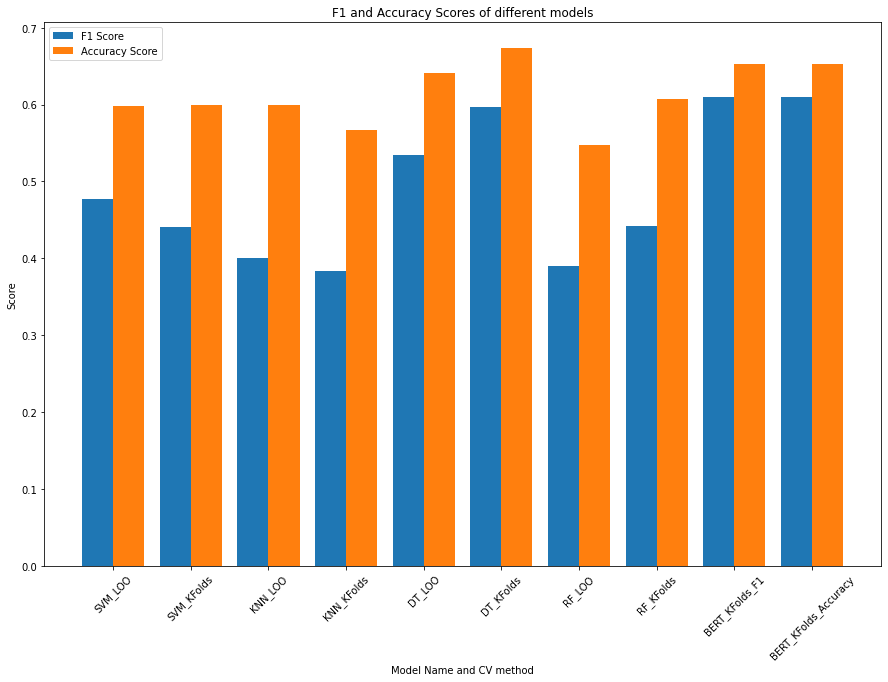 F1 and Accuracy Scores of different models
F1 Score
Accuracy Score
0.7
0.6
0.5
0.4
0.3
0.2
0.1
0.0
Score
SVM_LOO
SVM_KFolds
KNN_LOO
KNN_KFolds
DT_LOO
DT_KFolds
RF_LOO
RF_KFolds
BERT_KFolds_F1
BERT_KFolds_Accuracy
Model Name and CV method